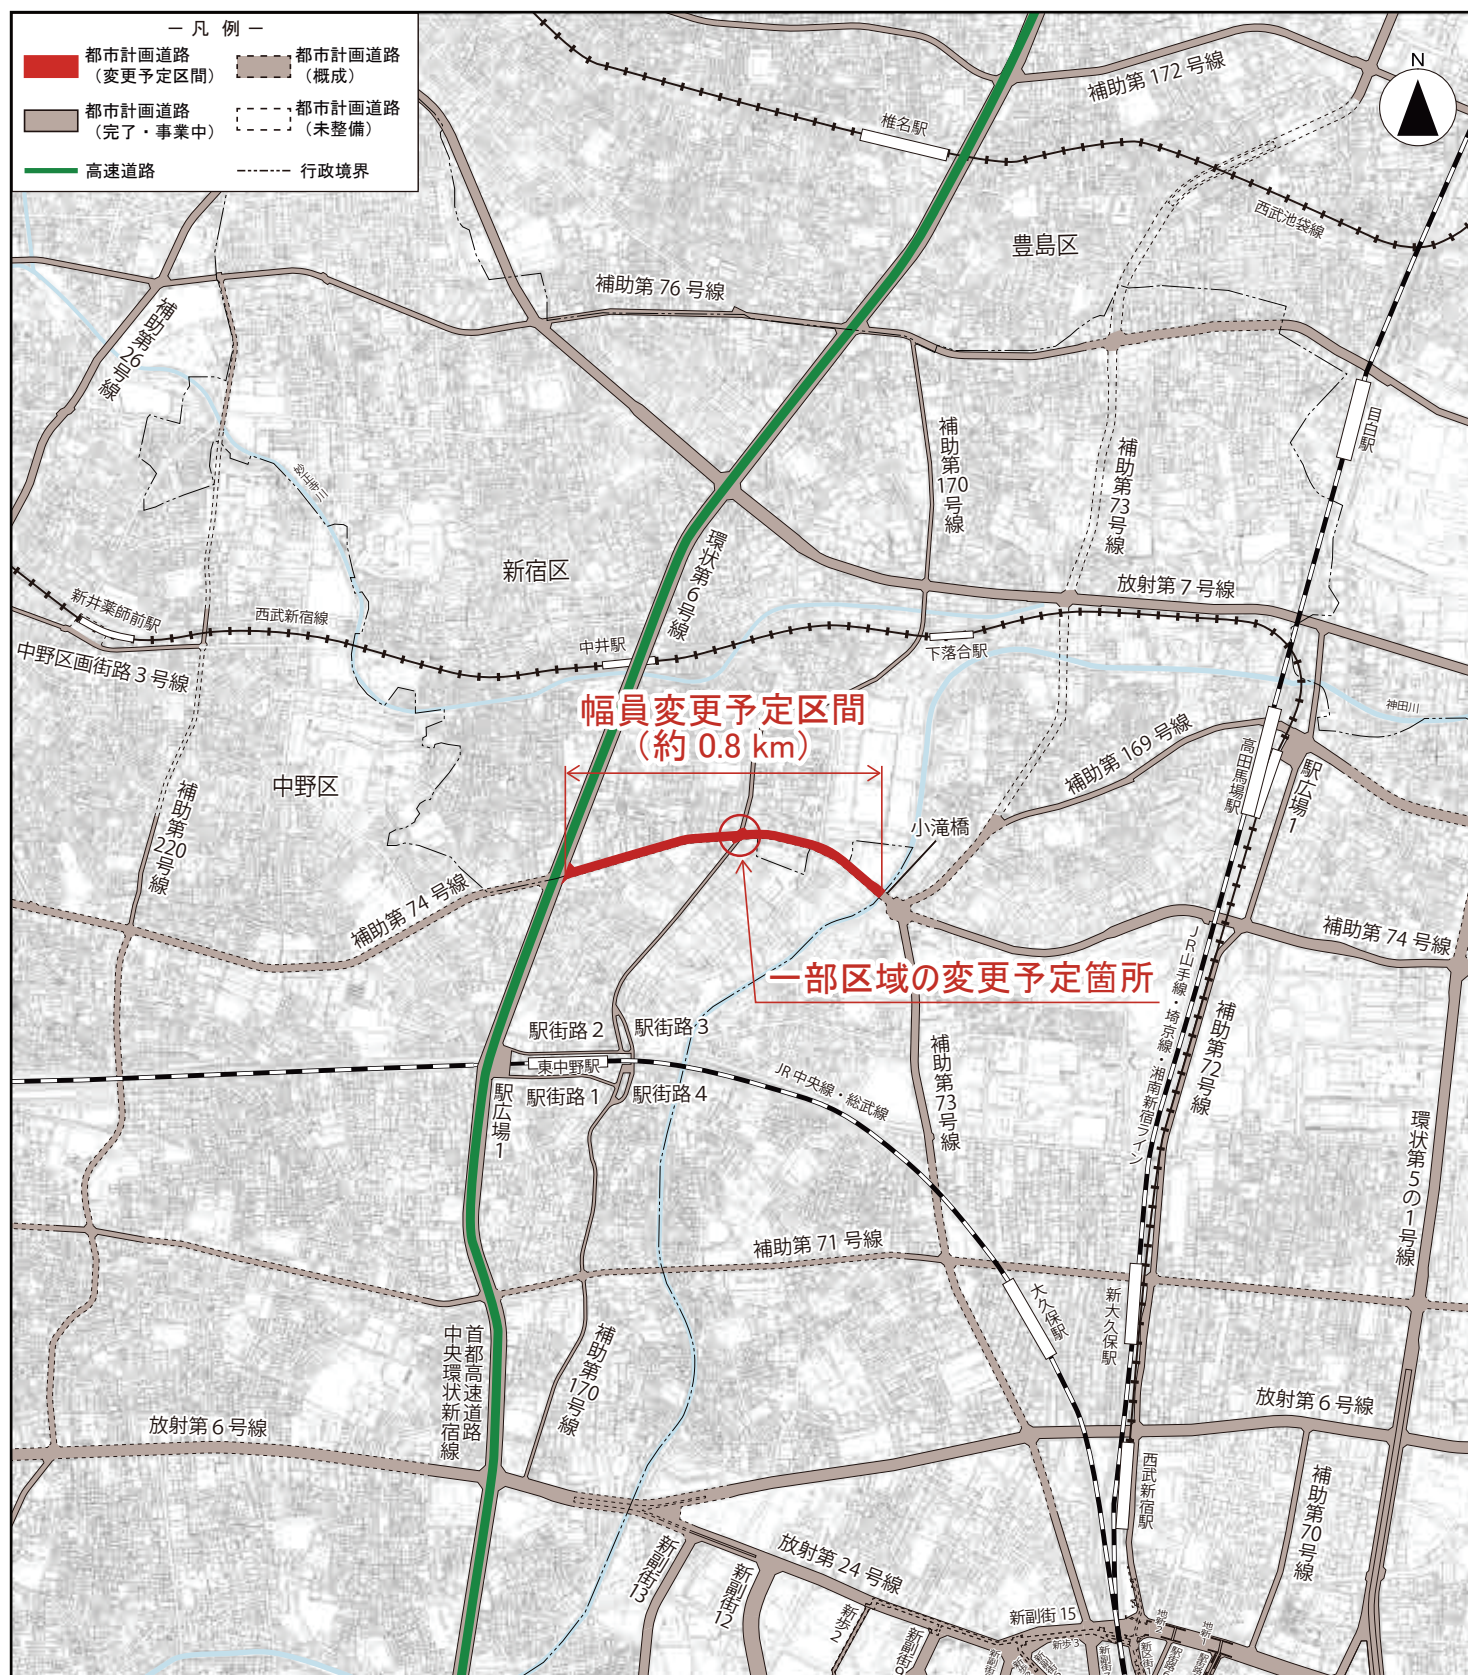 ― 凡 例 ―
都市計画道路
（変更予定区間）
都市計画道路
（概成）
都市計画道路
（完了・事業中）
都市計画道路
（未整備）
高速道路
行政境界
N
補助第 172 号線
椎名駅
西武池袋線
豊島区
補助第 76 号線
補助第26号線
補助第170号線
補助第73号線
目白駅
妙正寺川
新宿区
環状第6号線
放射第 7 号線
新井薬師前駅
西武新宿線
中井駅
下落合駅
中野区画街路 3 号線
神田川
幅員変更予定区間
（約 0.8 km）
補助第 169 号線
高田馬場駅
駅広場1
中野区
補助第220号線
小滝橋
補助第 74 号線
補助第 74 号線
一部区域の変更予定箇所
JR山手線・埼京線・湘南新宿ライン
補助第72号線
駅街路 2
駅街路 3
東中野駅
駅街路 1
駅街路 4
駅広場1
JR 中央線・総武線
補助第73号線
環状第5の1号線
補助第 71 号線
大久保駅
新大久保駅
首都高速道路
中央環状新宿線
補助第170号線
放射第 6 号線
放射第 6 号線
西武新宿駅
補助第70号線
放射第 24 号線
新副街13
新副街12
新歩2
新副街 15
新歩 3
地新2
地新1